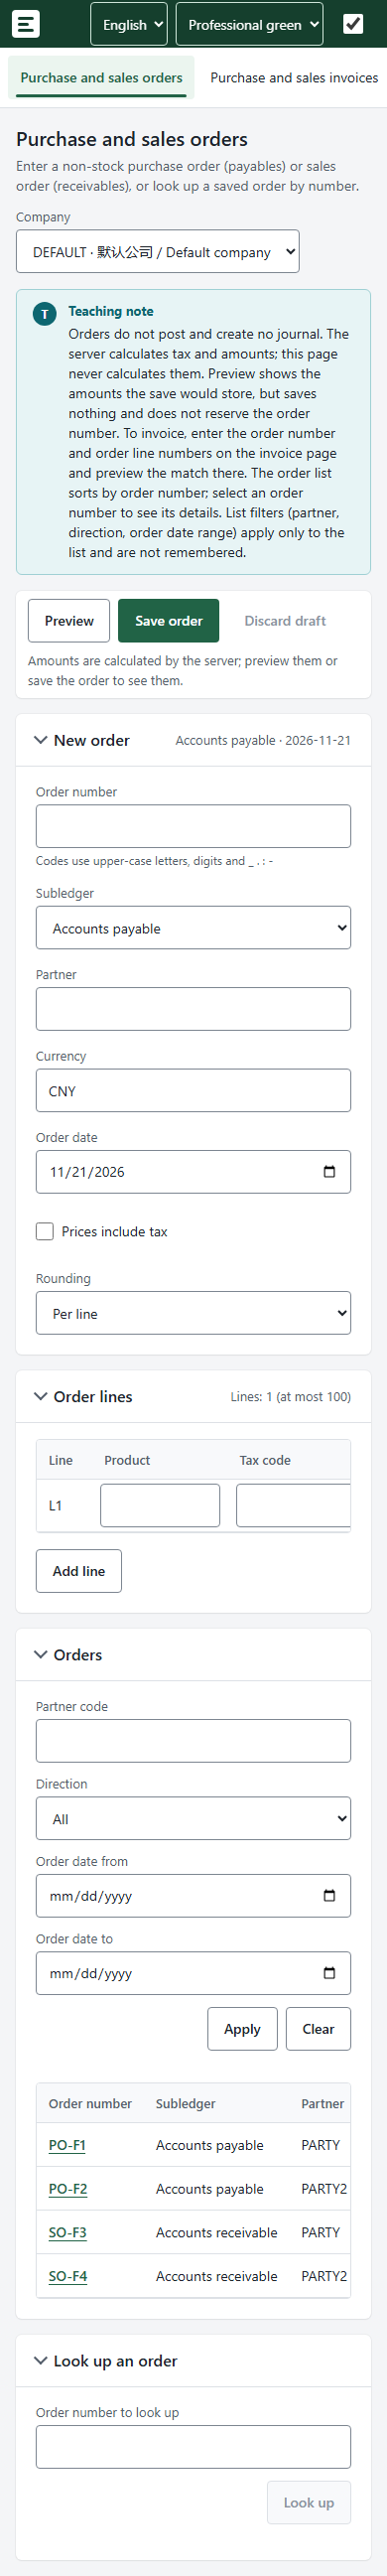 English
Professional green
Purchase and sales orders
Purchase and sales invoices
Purchase and sales orders
Enter a non-stock purchase order (payables) or sales
order (receivables), or look up a saved order by number.
Company
DEFAULT · 默认公司 / Default company
T
Teaching note
Orders do not post and create no journal. The
server calculates tax and amounts; this page
never calculates them. Preview shows the
amounts the save would store, but saves
nothing and does not reserve the order
number. To invoice, enter the order number
and order line numbers on the invoice page
and preview the match there. The order list
sorts by order number; select an order
number to see its details. List filters (partner,
direction, order date range) apply only to the
list and are not remembered.
Preview
Save order
Discard draft
Amounts are calculated by the server; preview them or
save the order to see them.
New order
Accounts payable · 2026-11-21
Order number
Codes use upper-case letters, digits and _ . : -
Subledger
Accounts payable
Partner
Currency
CNY
Order date
11/21/2026
Prices include tax
Rounding
Per line
Order lines
Lines: 1 (at most 100)
Line Product Tax code
L1
Add line
Orders
Partner code
Direction
All
Order date from
mm/dd/yyyy
Order date to
mm/dd/yyyy
Apply
Clear
Order number Subledger Partner
PO-F1 Accounts payable PARTY
PO-F2 Accounts payable PARTY2
SO-F3 Accounts receivable PARTY
SO-F4 Accounts receivable PARTY2
Look up an order
Order number to look up
Look up